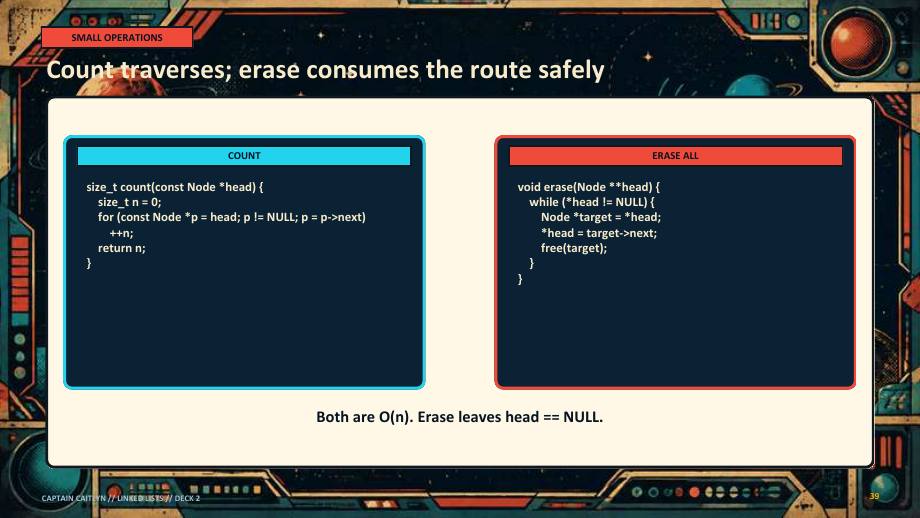 SMALL OPERATIONS
Count traverses; erase consumes the route safely
COUNT
size_t count(const Node *head) {
    size_t n = 0;
    for (const Node *p = head; p != NULL; p = p->next)
        ++n;
    return n;
}
ERASE ALL
void erase(Node **head) {
    while (*head != NULL) {
        Node *target = *head;
        *head = target->next;
        free(target);
    }
}
Both are O(n). Erase leaves head == NULL.
CAPTAIN CAITLYN // LINKED LISTS // DECK 2
39